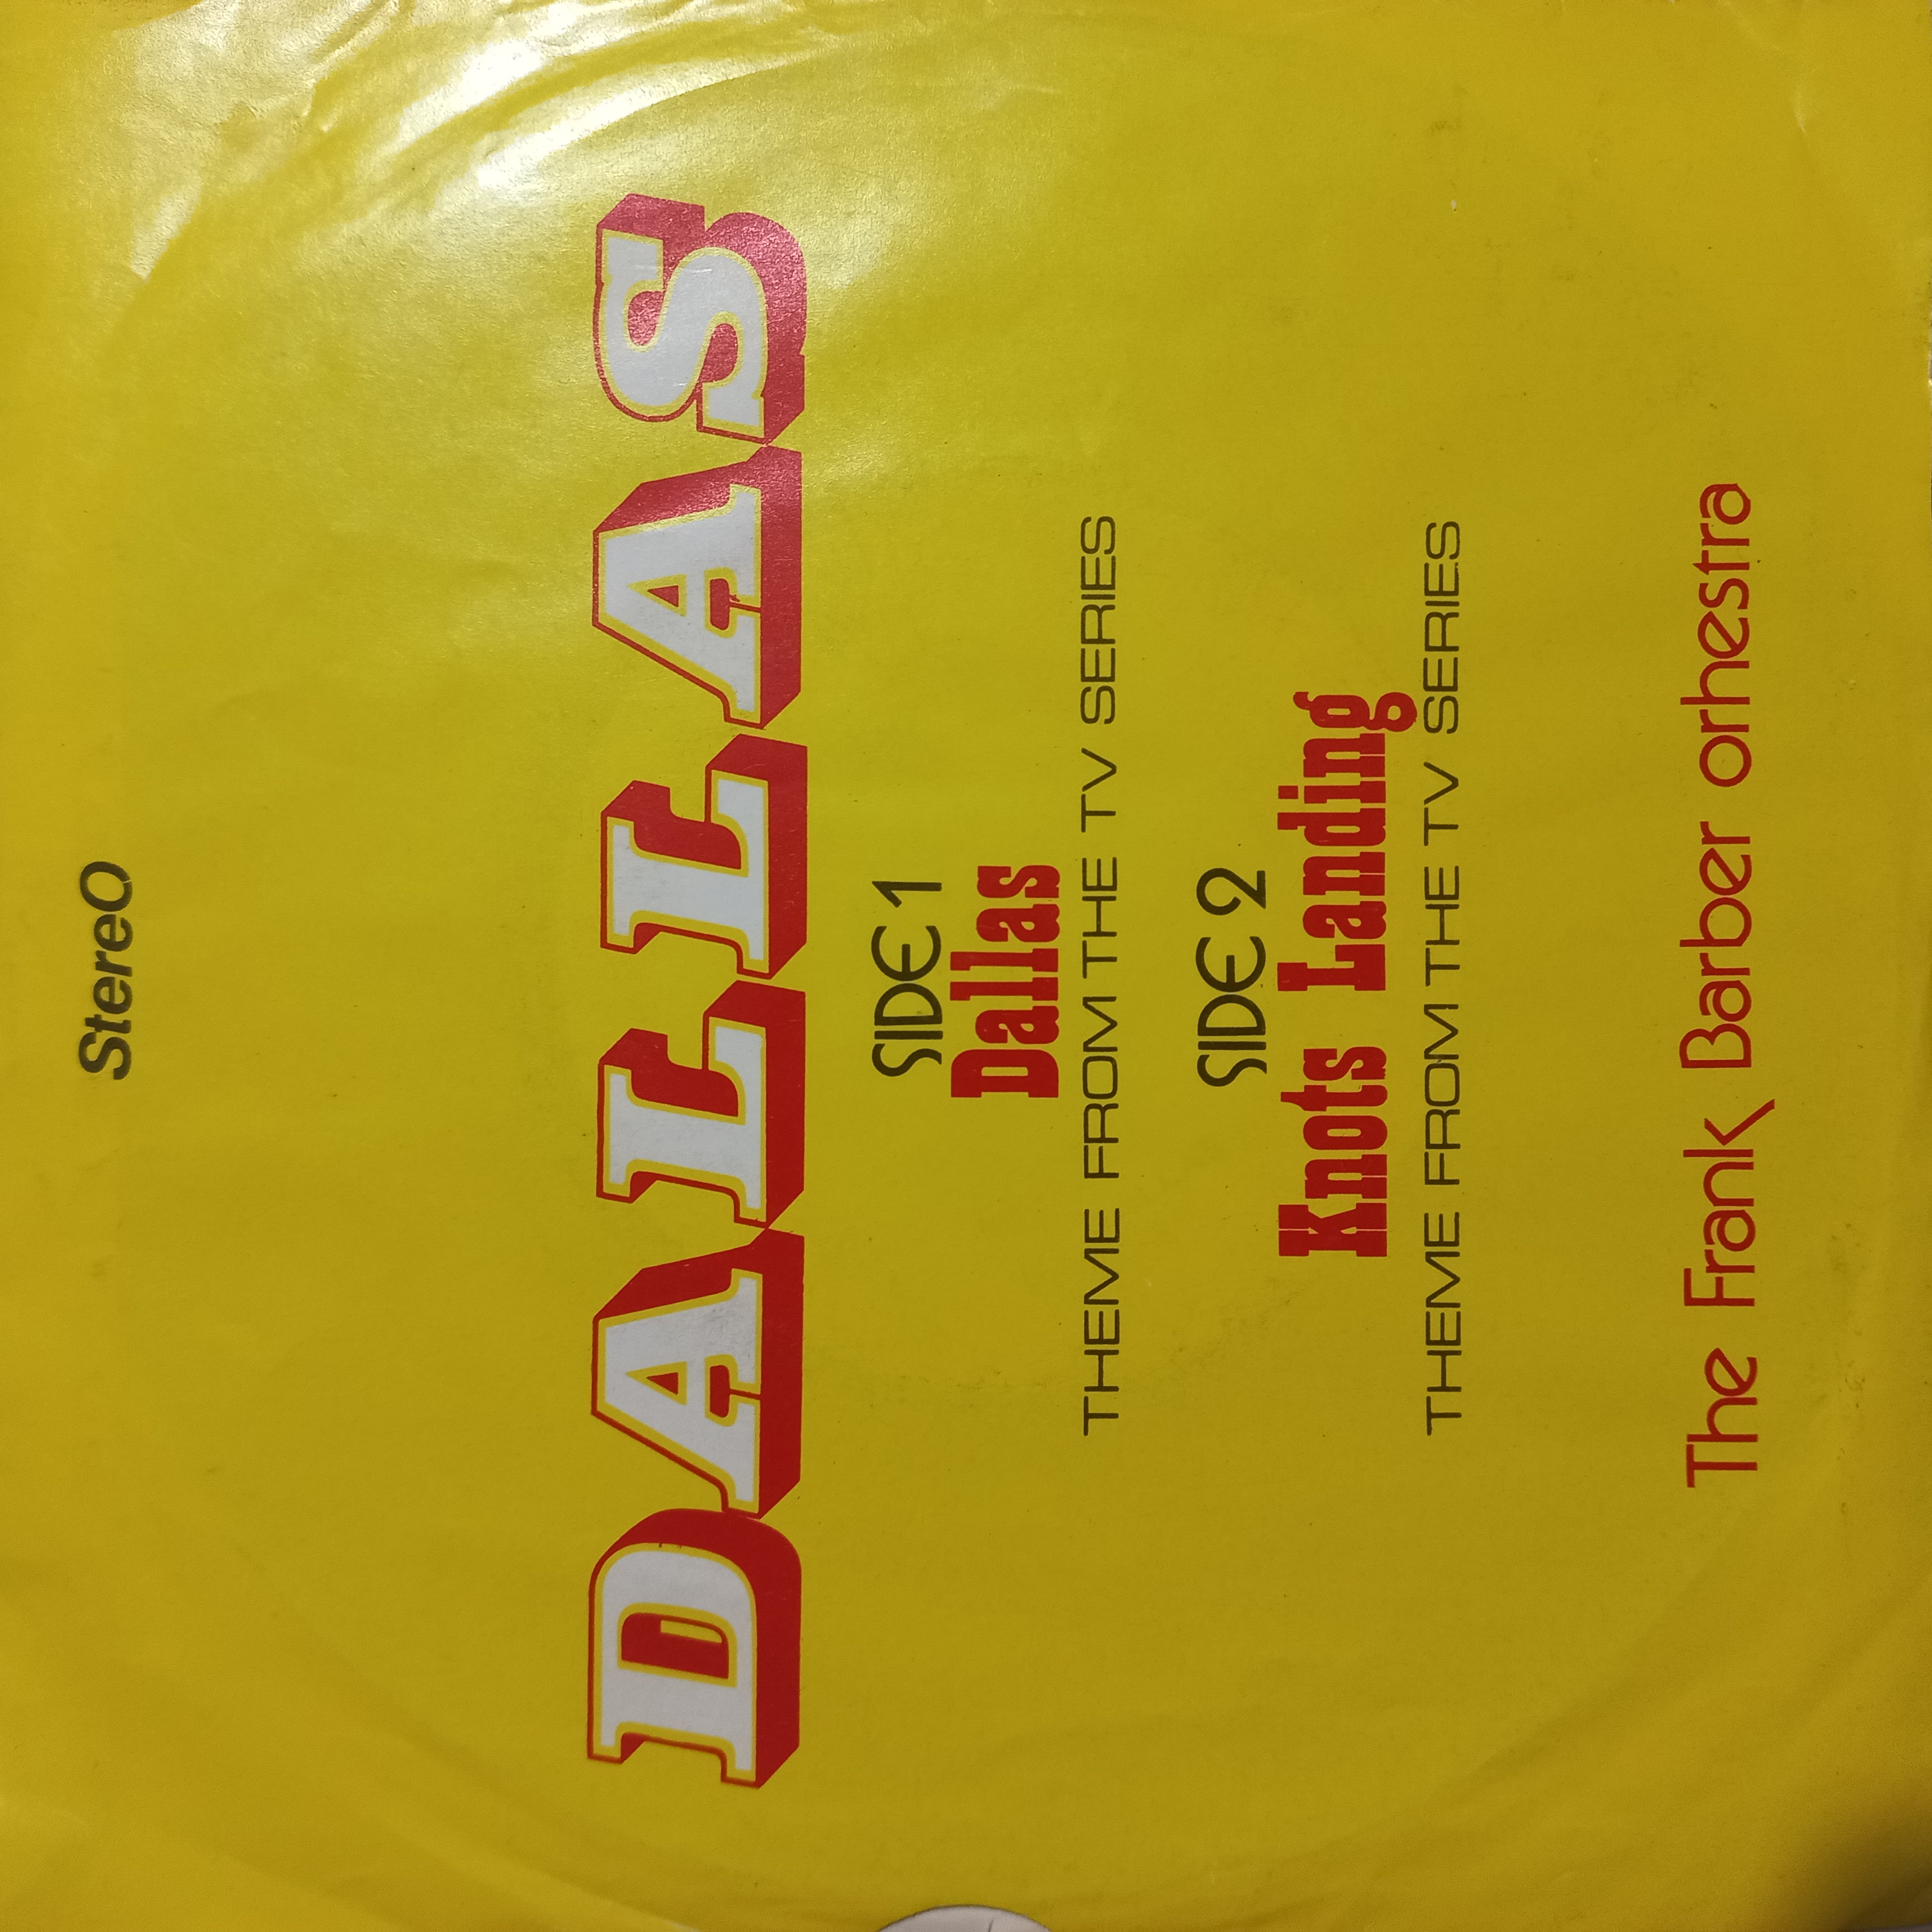 StereO
DALLAS
SIDE 1
Dallas
THEME FROM THE TV SERIES
SIDE 2
Knots Landing
THEME FROM THE TV SERIES
The Frank Barber orhestra